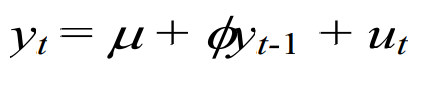 yₜ = μ + ϕyₜ₋₁ + uₜ